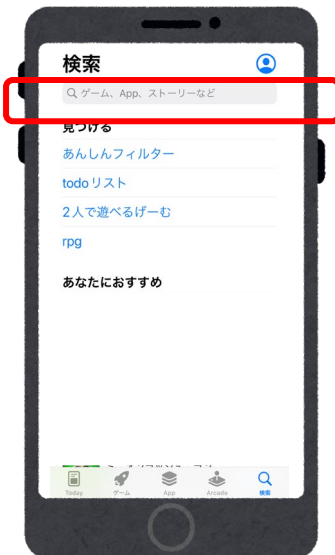 検索
ゲーム、App、ストーリーなど
見つける
あんしんフィルター
todoリスト
2人で遊べるげーむ
rpg
あなたにおすすめ
Today
ゲーム
App
Arcade
検索